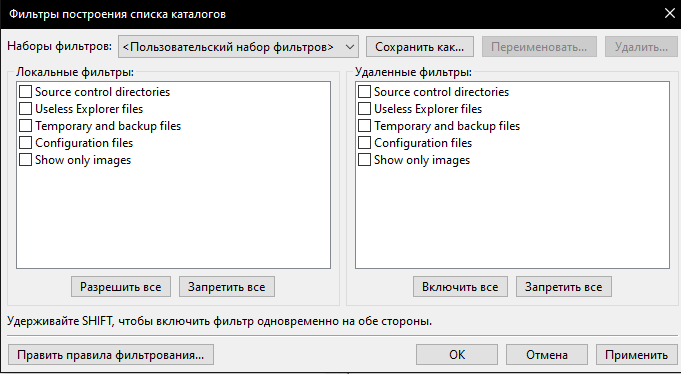 Фильтры построения списка каталогов
Наборы фильтров: <Пользовательский набор фильтров> Сохранить как... Переименовать... Удалить...
Локальные фильтры:
Source control directories
Useless Explorer files
Temporary and backup files
Configuration files
Show only images
Разрешить все Запретить все
Удаленные фильтры:
Source control directories
Useless Explorer files
Temporary and backup files
Configuration files
Show only images
Включить все Запретить все
Удерживайте SHIFT, чтобы включить фильтр одновременно на обе стороны.
Править правила фильтрования... OK Отмена Применить